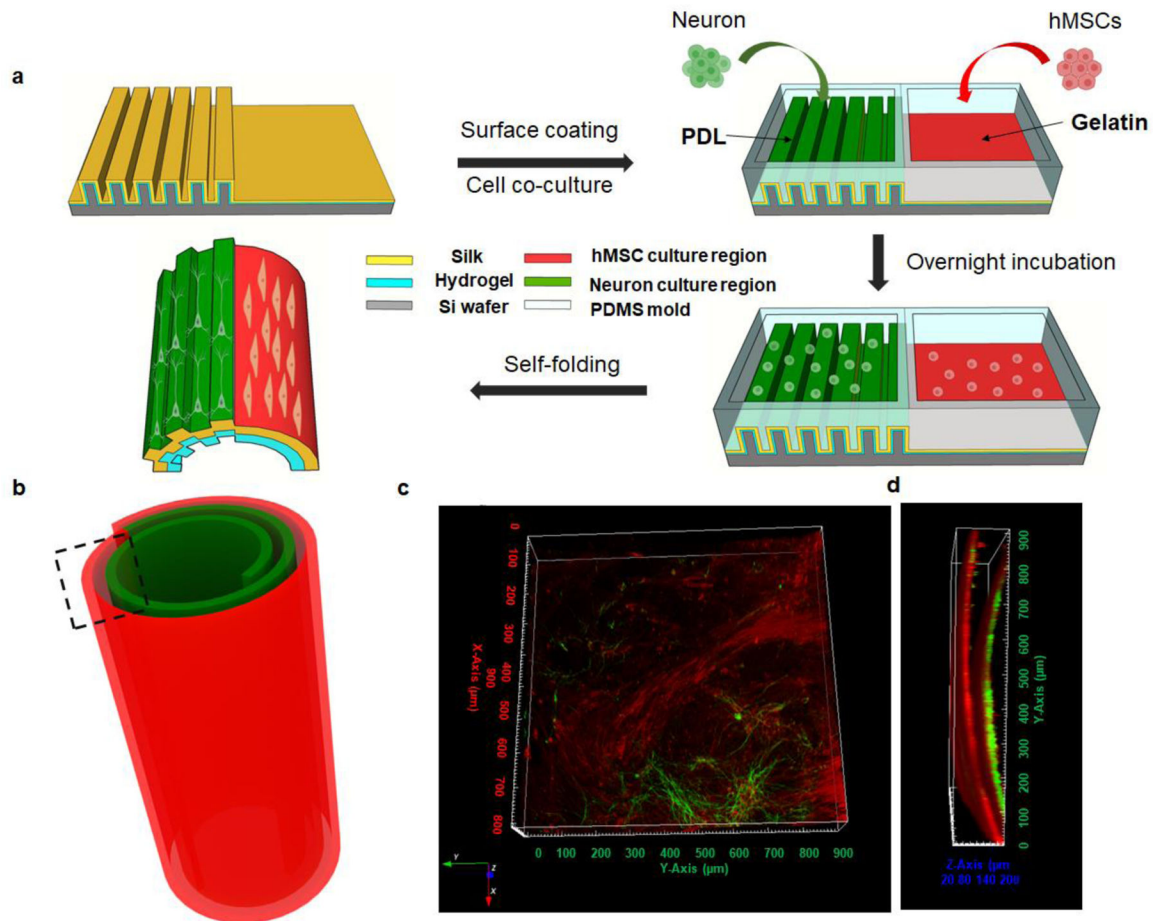 Neuron
hMSCs
a
Surface coating
Cell co-culture
PDL
Gelatin
Silk
Hydrogel
Si wafer
hMSC culture region
Neuron culture region
PDMS mold
Overnight incubation
Self-folding
b
c
d
0
100
200
300
400
900
500
600
700
800
X-Axis (µm)
0 100 200 300 400 500 600 700 800 900
Y-Axis (µm)
Y
Z
X
900
800
700
600
500
400
300
200
100
0
Y-Axis (µm)
Z-Axis (µm
20 80 140 200